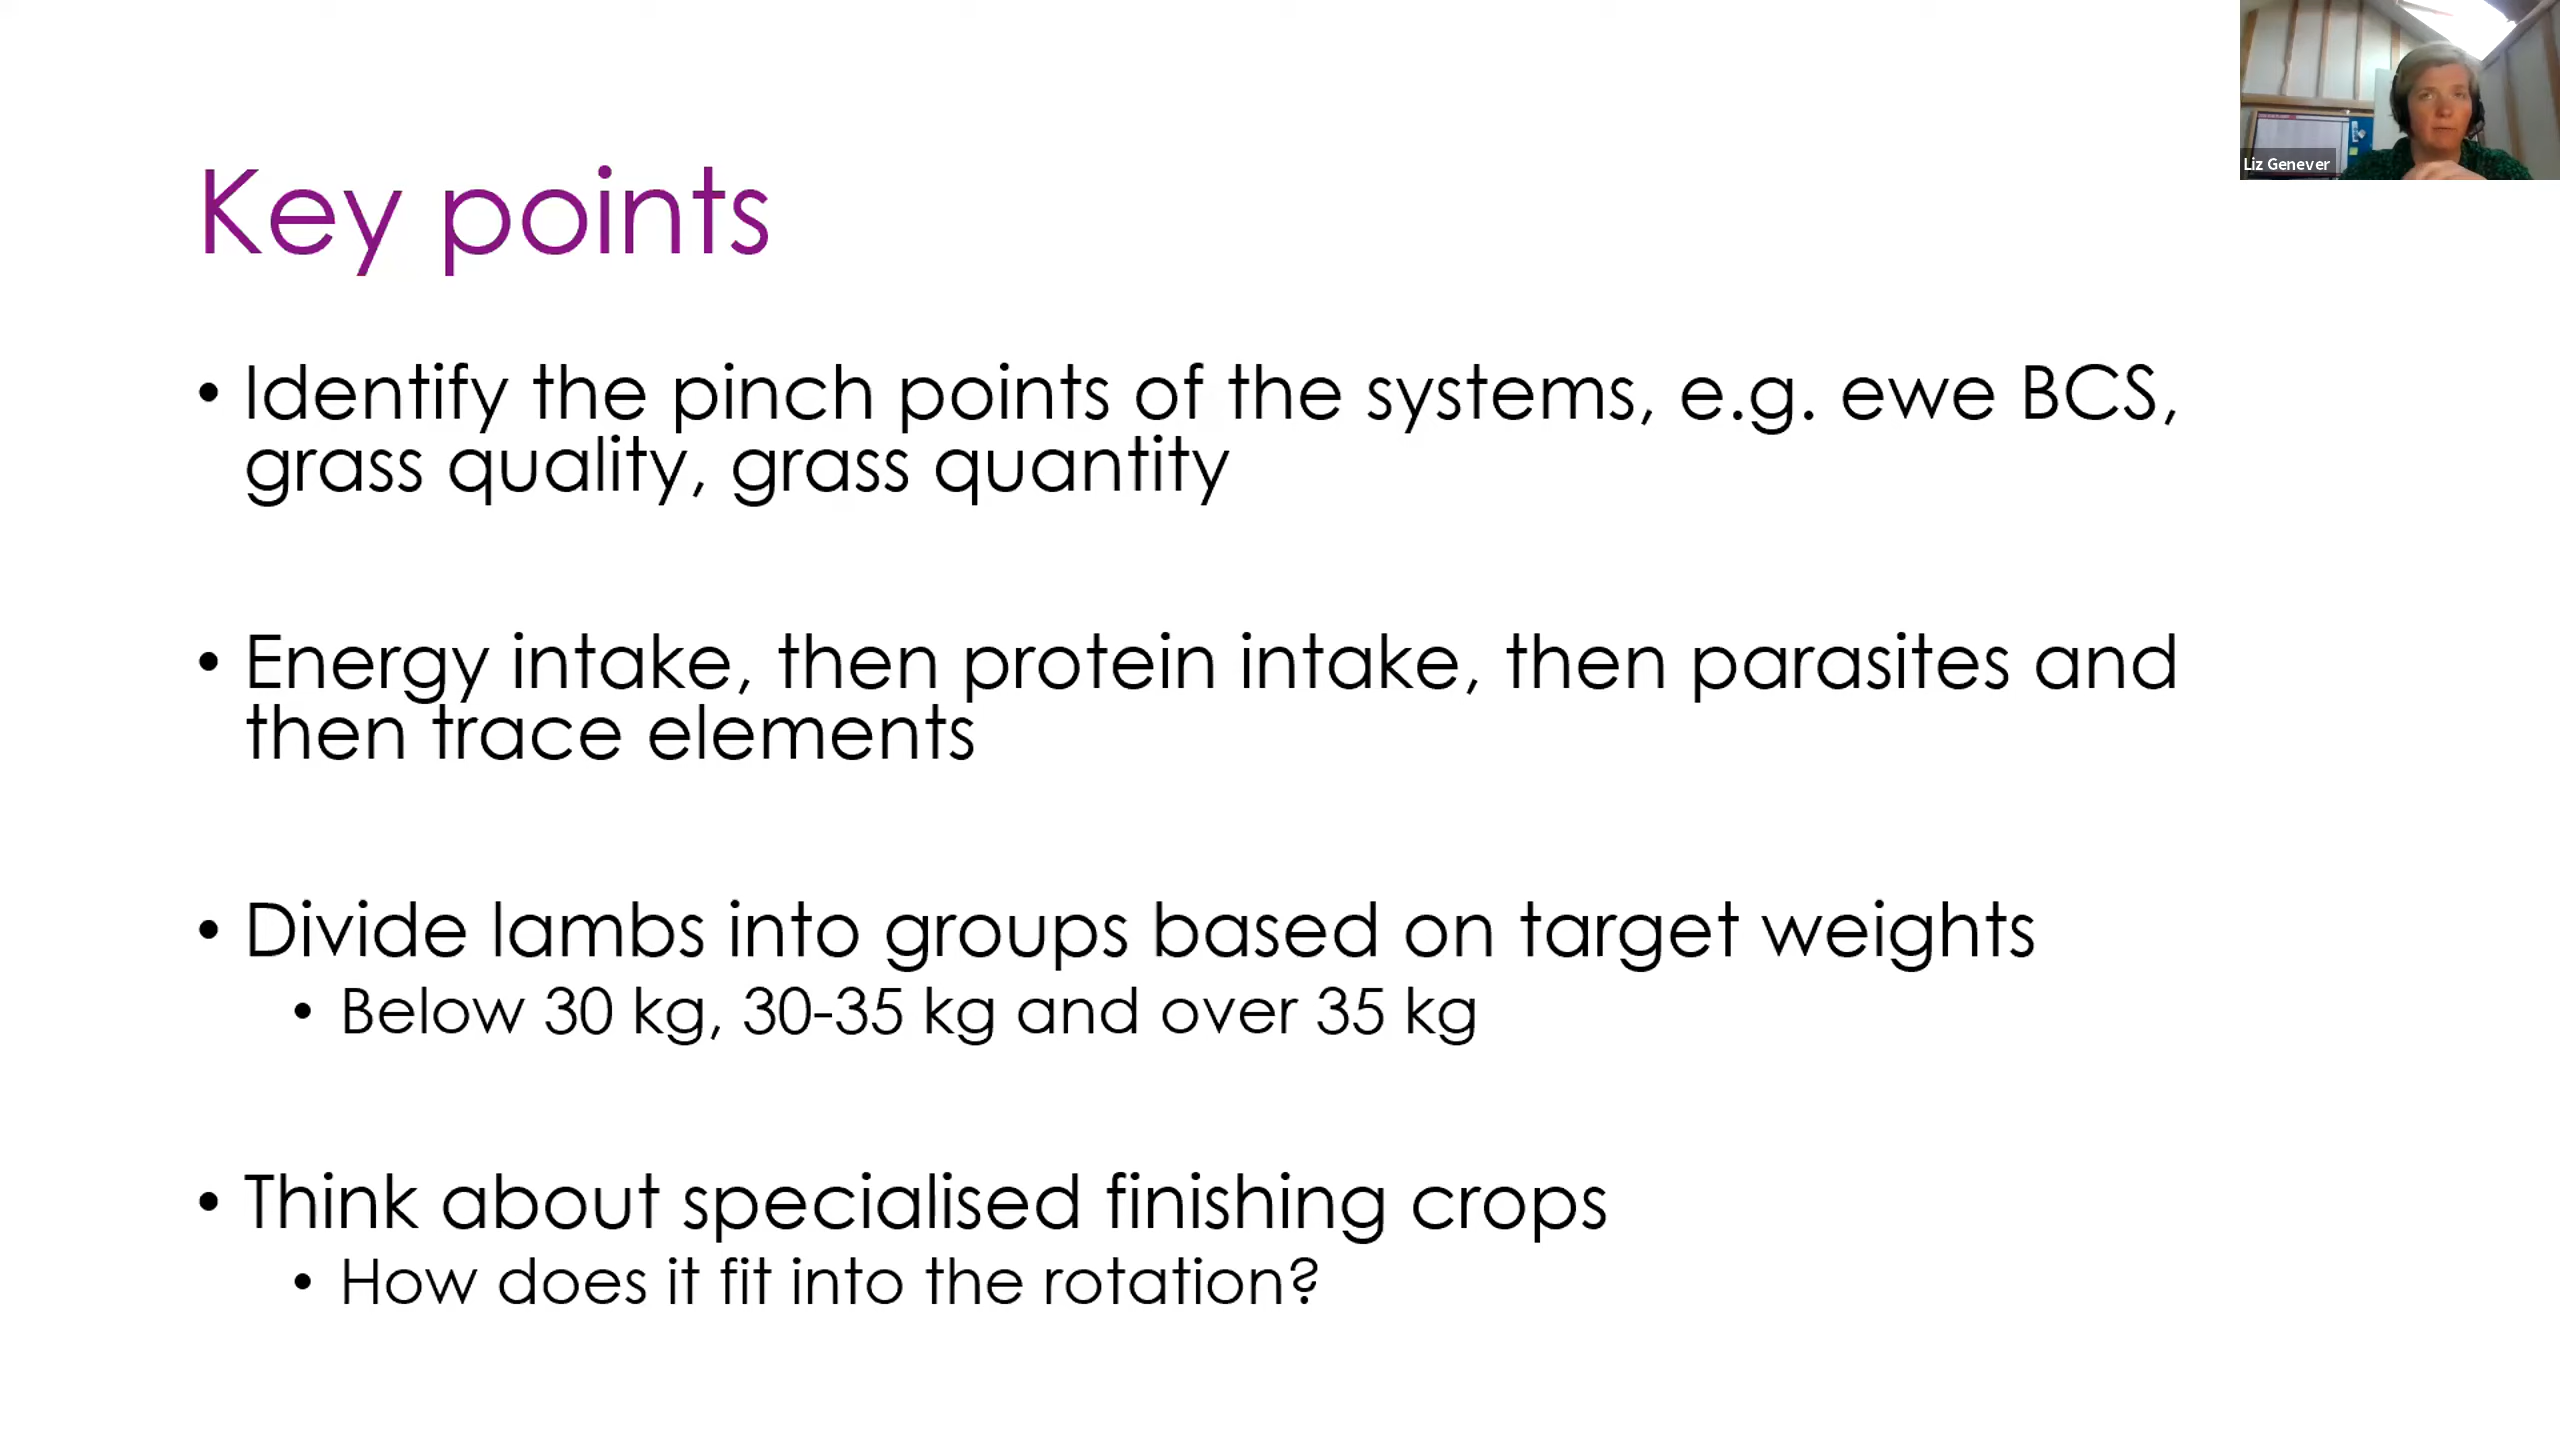 Liz Genever
Key points
• Identify the pinch points of the systems, e.g. ewe BCS,
grass quality, grass quantity
• Energy intake, then protein intake, then parasites and
then trace elements
• Divide lambs into groups based on target weights
• Below 30 kg, 30-35 kg and over 35 kg
• Think about specialised finishing crops
• How does it fit into the rotation?